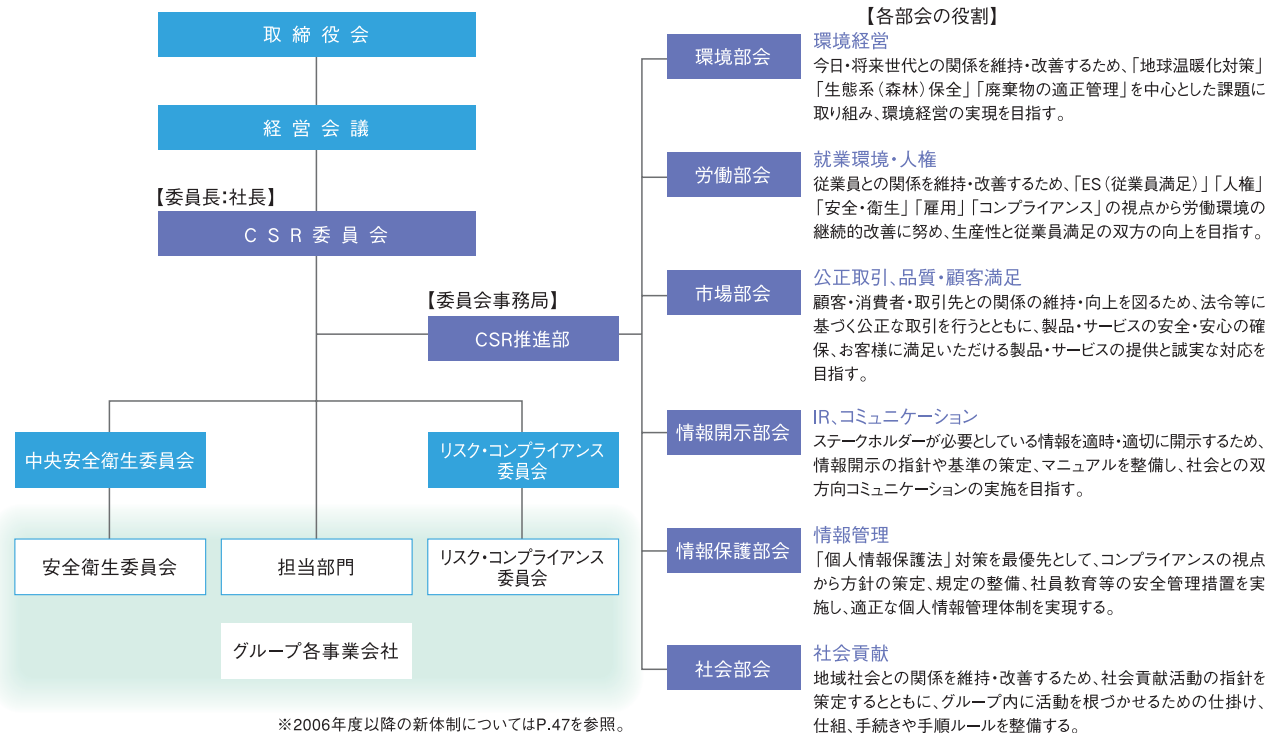 取締役会
経営会議
【委員長:社長】
CSR委員会
【委員会事務局】
CSR推進部
中央安全衛生委員会
リスク・コンプライアンス
委員会
安全衛生委員会
担当部門
リスク・コンプライアンス
委員会
グループ各事業会社
※2006年度以降の新体制についてはP.47を参照。
【各部会の役割】
環境部会
環境経営
今日・将来世代との関係を維持・改善するため、「地球温暖化対策」
「生態系(森林)保全」「廃棄物の適正管理」を中心とした課題に
取り組み、環境経営の実現を目指す。
労働部会
就業環境・人権
従業員との関係を維持・改善するため、「ES(従業員満足)」「人権」
「安全・衛生」「雇用」「コンプライアンス」の視点から労働環境の
継続的改善に努め、生産性と従業員満足の双方の向上を目指す。
市場部会
公正取引、品質・顧客満足
顧客・消費者・取引先との関係の維持・向上を図るため、法令等に
基づく公正な取引を行うとともに、製品・サービスの安全・安心の確
保、お客様に満足いただける製品・サービスの提供と誠実な対応を
目指す。
情報開示部会
IR、コミュニケーション
ステークホルダーが必要としている情報を適時・適切に開示するため、
情報開示の指針や基準の策定、マニュアルを整備し、社会との双
方向コミュニケーションの実施を目指す。
情報保護部会
情報管理
「個人情報保護法」対策を最優先として、コンプライアンスの視点
から方針の策定、規定の整備、社員教育等の安全管理措置を実
施し、適正な個人情報管理体制を実現する。
社会部会
社会貢献
地域社会との関係を維持・改善するため、社会貢献活動の指針を
策定するとともに、グループ内に活動を根づかせるための仕掛け、
仕組、手続きや手順ルールを整備する。